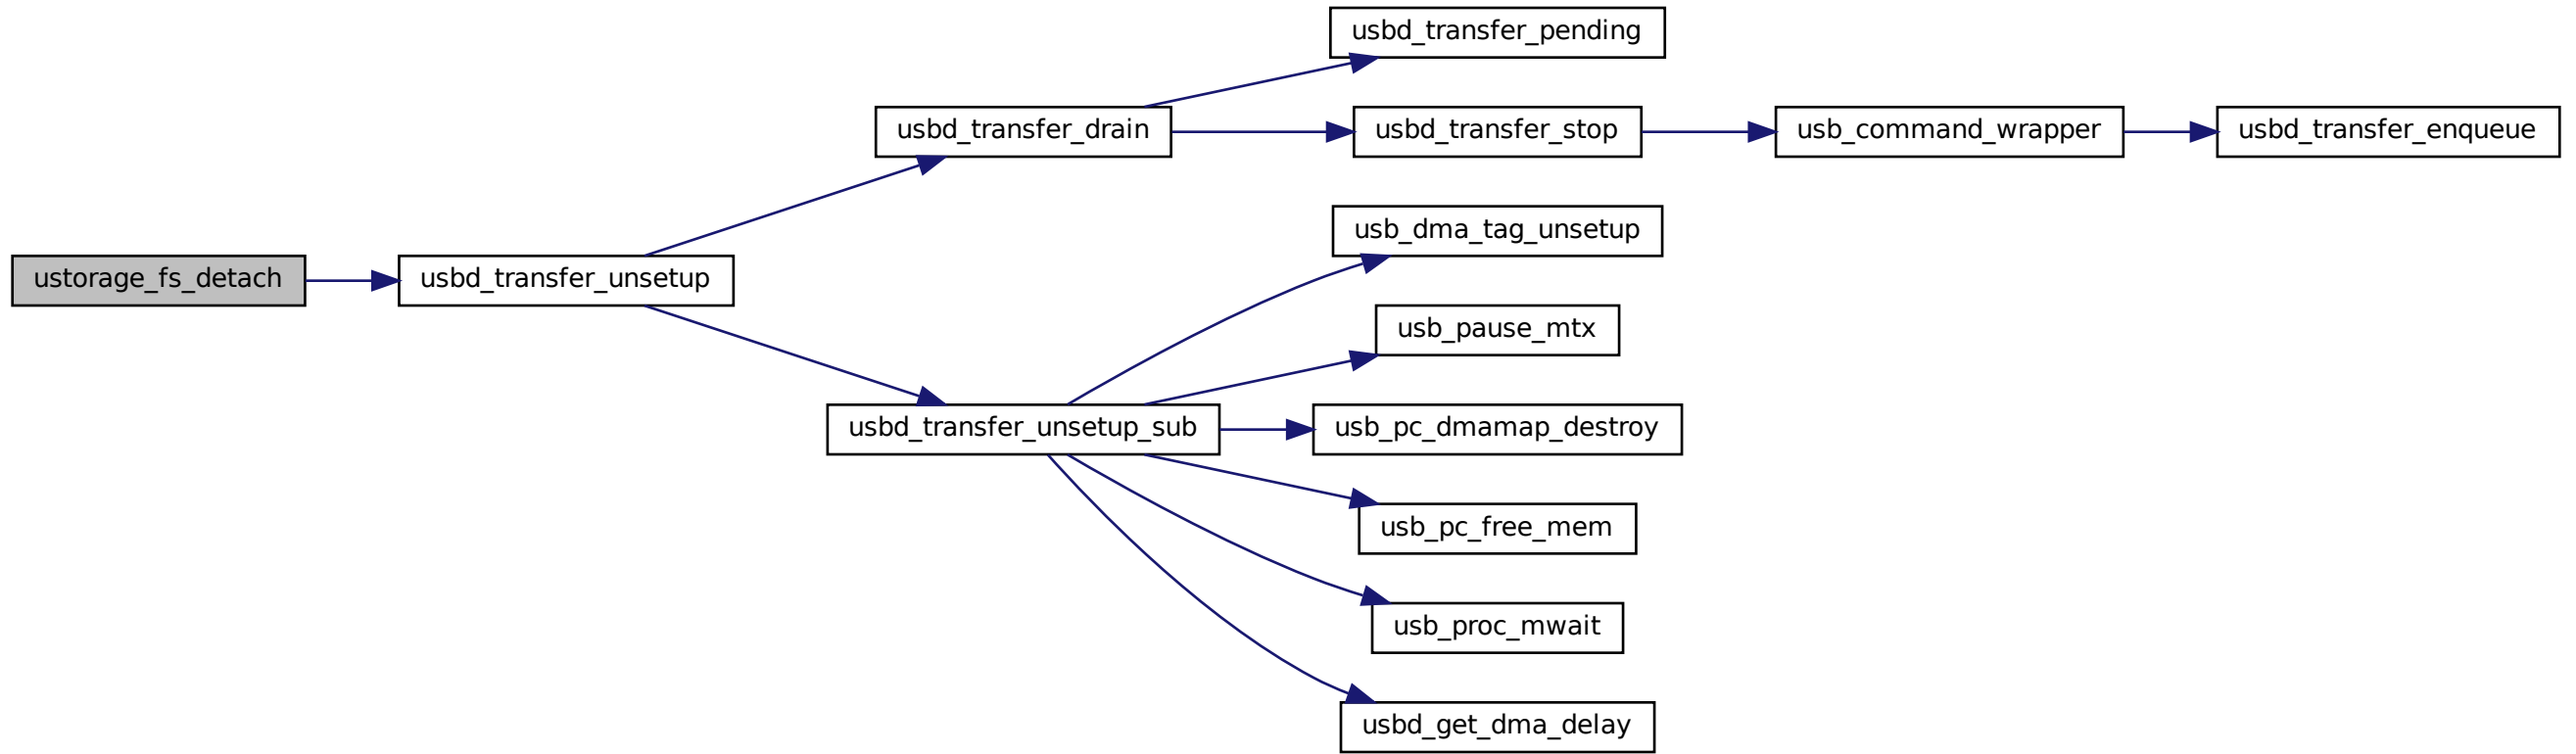 usbd_transfer_pending
usbd_transfer_drain
usbd_transfer_stop
usb_command_wrapper
usbd_transfer_enqueue
usb_dma_tag_unsetup
ustorage_fs_detach
usbd_transfer_unsetup
usb_pause_mtx
usbd_transfer_unsetup_sub
usb_pc_dmamap_destroy
usb_pc_free_mem
usb_proc_mwait
usbd_get_dma_delay